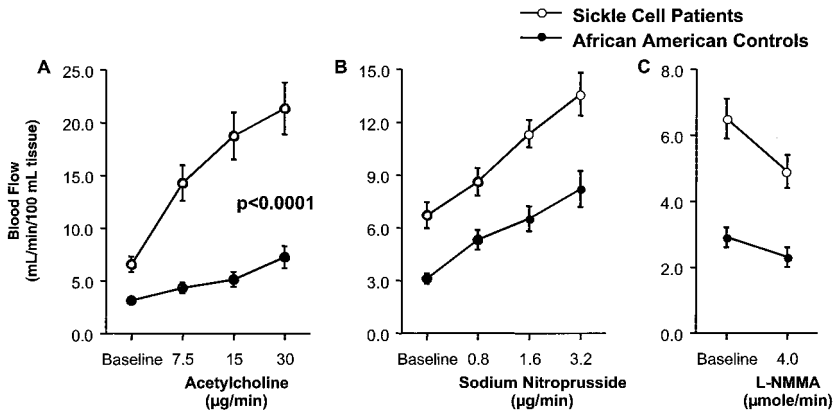 Sickle Cell Patients
African American Controls
A
B
C
Blood Flow
(mL/min/100 mL tissue)
25.0
20.0
15.0
10.0
5.0
0.0
p<0.0001
Baseline 7.5 15 30
Acetylcholine
(µg/min)
15.0
12.0
9.0
6.0
3.0
0.0
Baseline 0.8 1.6 3.2
Sodium Nitroprusside
(µg/min)
8.0
6.0
4.0
2.0
0.0
Baseline 4.0
L-NMMA
(µmole/min)